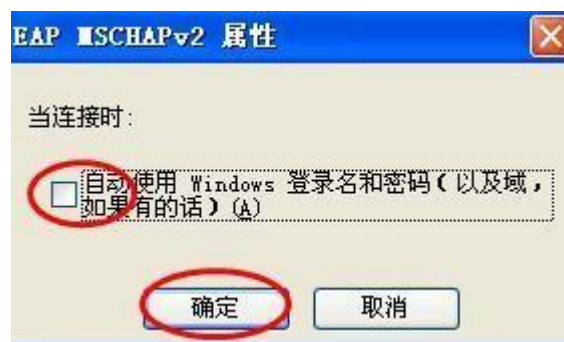 EAP MSCHAPv2 属性
当连接时:
自动使用 Windows 登录名和密码(以及域,
如果有的话)(A)
确定 取消